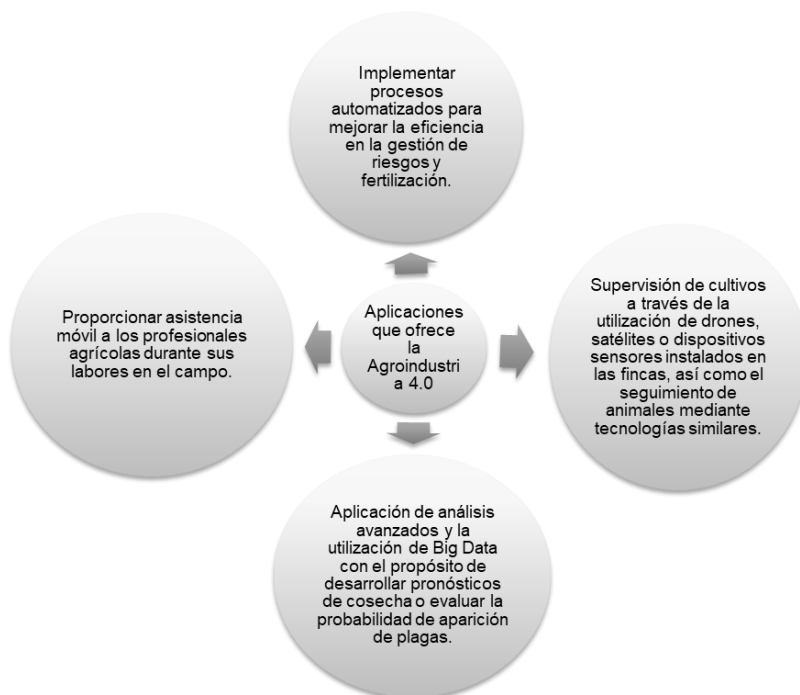 Implementar
procesos
automatizados para
mejorar la eficiencia
en la gestión de
riesgos y
fertilización.
Proporcionar asistencia
móvil a los profesionales
agrícolas durante sus
labores en el campo.
Aplicaciones
que ofrece
la
Agroindustri
a 4.0
Supervisión de cultivos
a través de la
utilización de drones,
satélites o dispositivos
sensores instalados en
las fincas, así como el
seguimiento de
animales mediante
tecnologías similares.
Aplicación de análisis
avanzados y la
utilización de Big Data
con el propósito de
desarrollar pronósticos
de cosecha o evaluar la
probabilidad de aparición
de plagas.